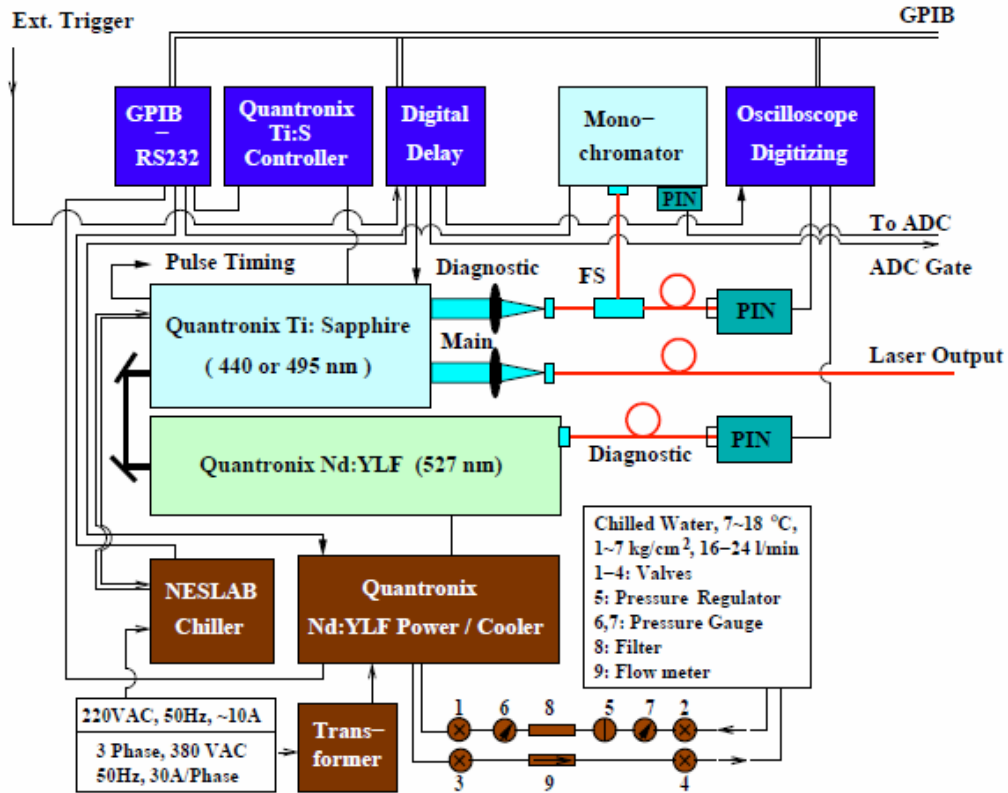 Ext. Trigger
GPIB
GPIB
–
RS232
Quantronix
Ti:S
Controller
Digital
Delay
Mono–
chromator
PIN
Oscilloscope
Digitizing
To ADC
ADC Gate
Pulse Timing
Diagnostic
FS
PIN
Quantronix Ti: Sapphire
( 440 or 495 nm )
Main
Laser Output
Quantronix Nd:YLF (527 nm)
Diagnostic
PIN
NESLAB
Chiller
Quantronix
Nd:YLF Power / Cooler
Chilled Water, 7~18 °C,
1~7 kg/cm², 16–24 l/min
1–4: Valves
5: Pressure Regulator
6,7: Pressure Gauge
8: Filter
9: Flow meter
220VAC, 50Hz, ~10A
3 Phase, 380 VAC
50Hz, 30A/Phase
Trans–
former
1 6 8 5 7 2
3 9 4